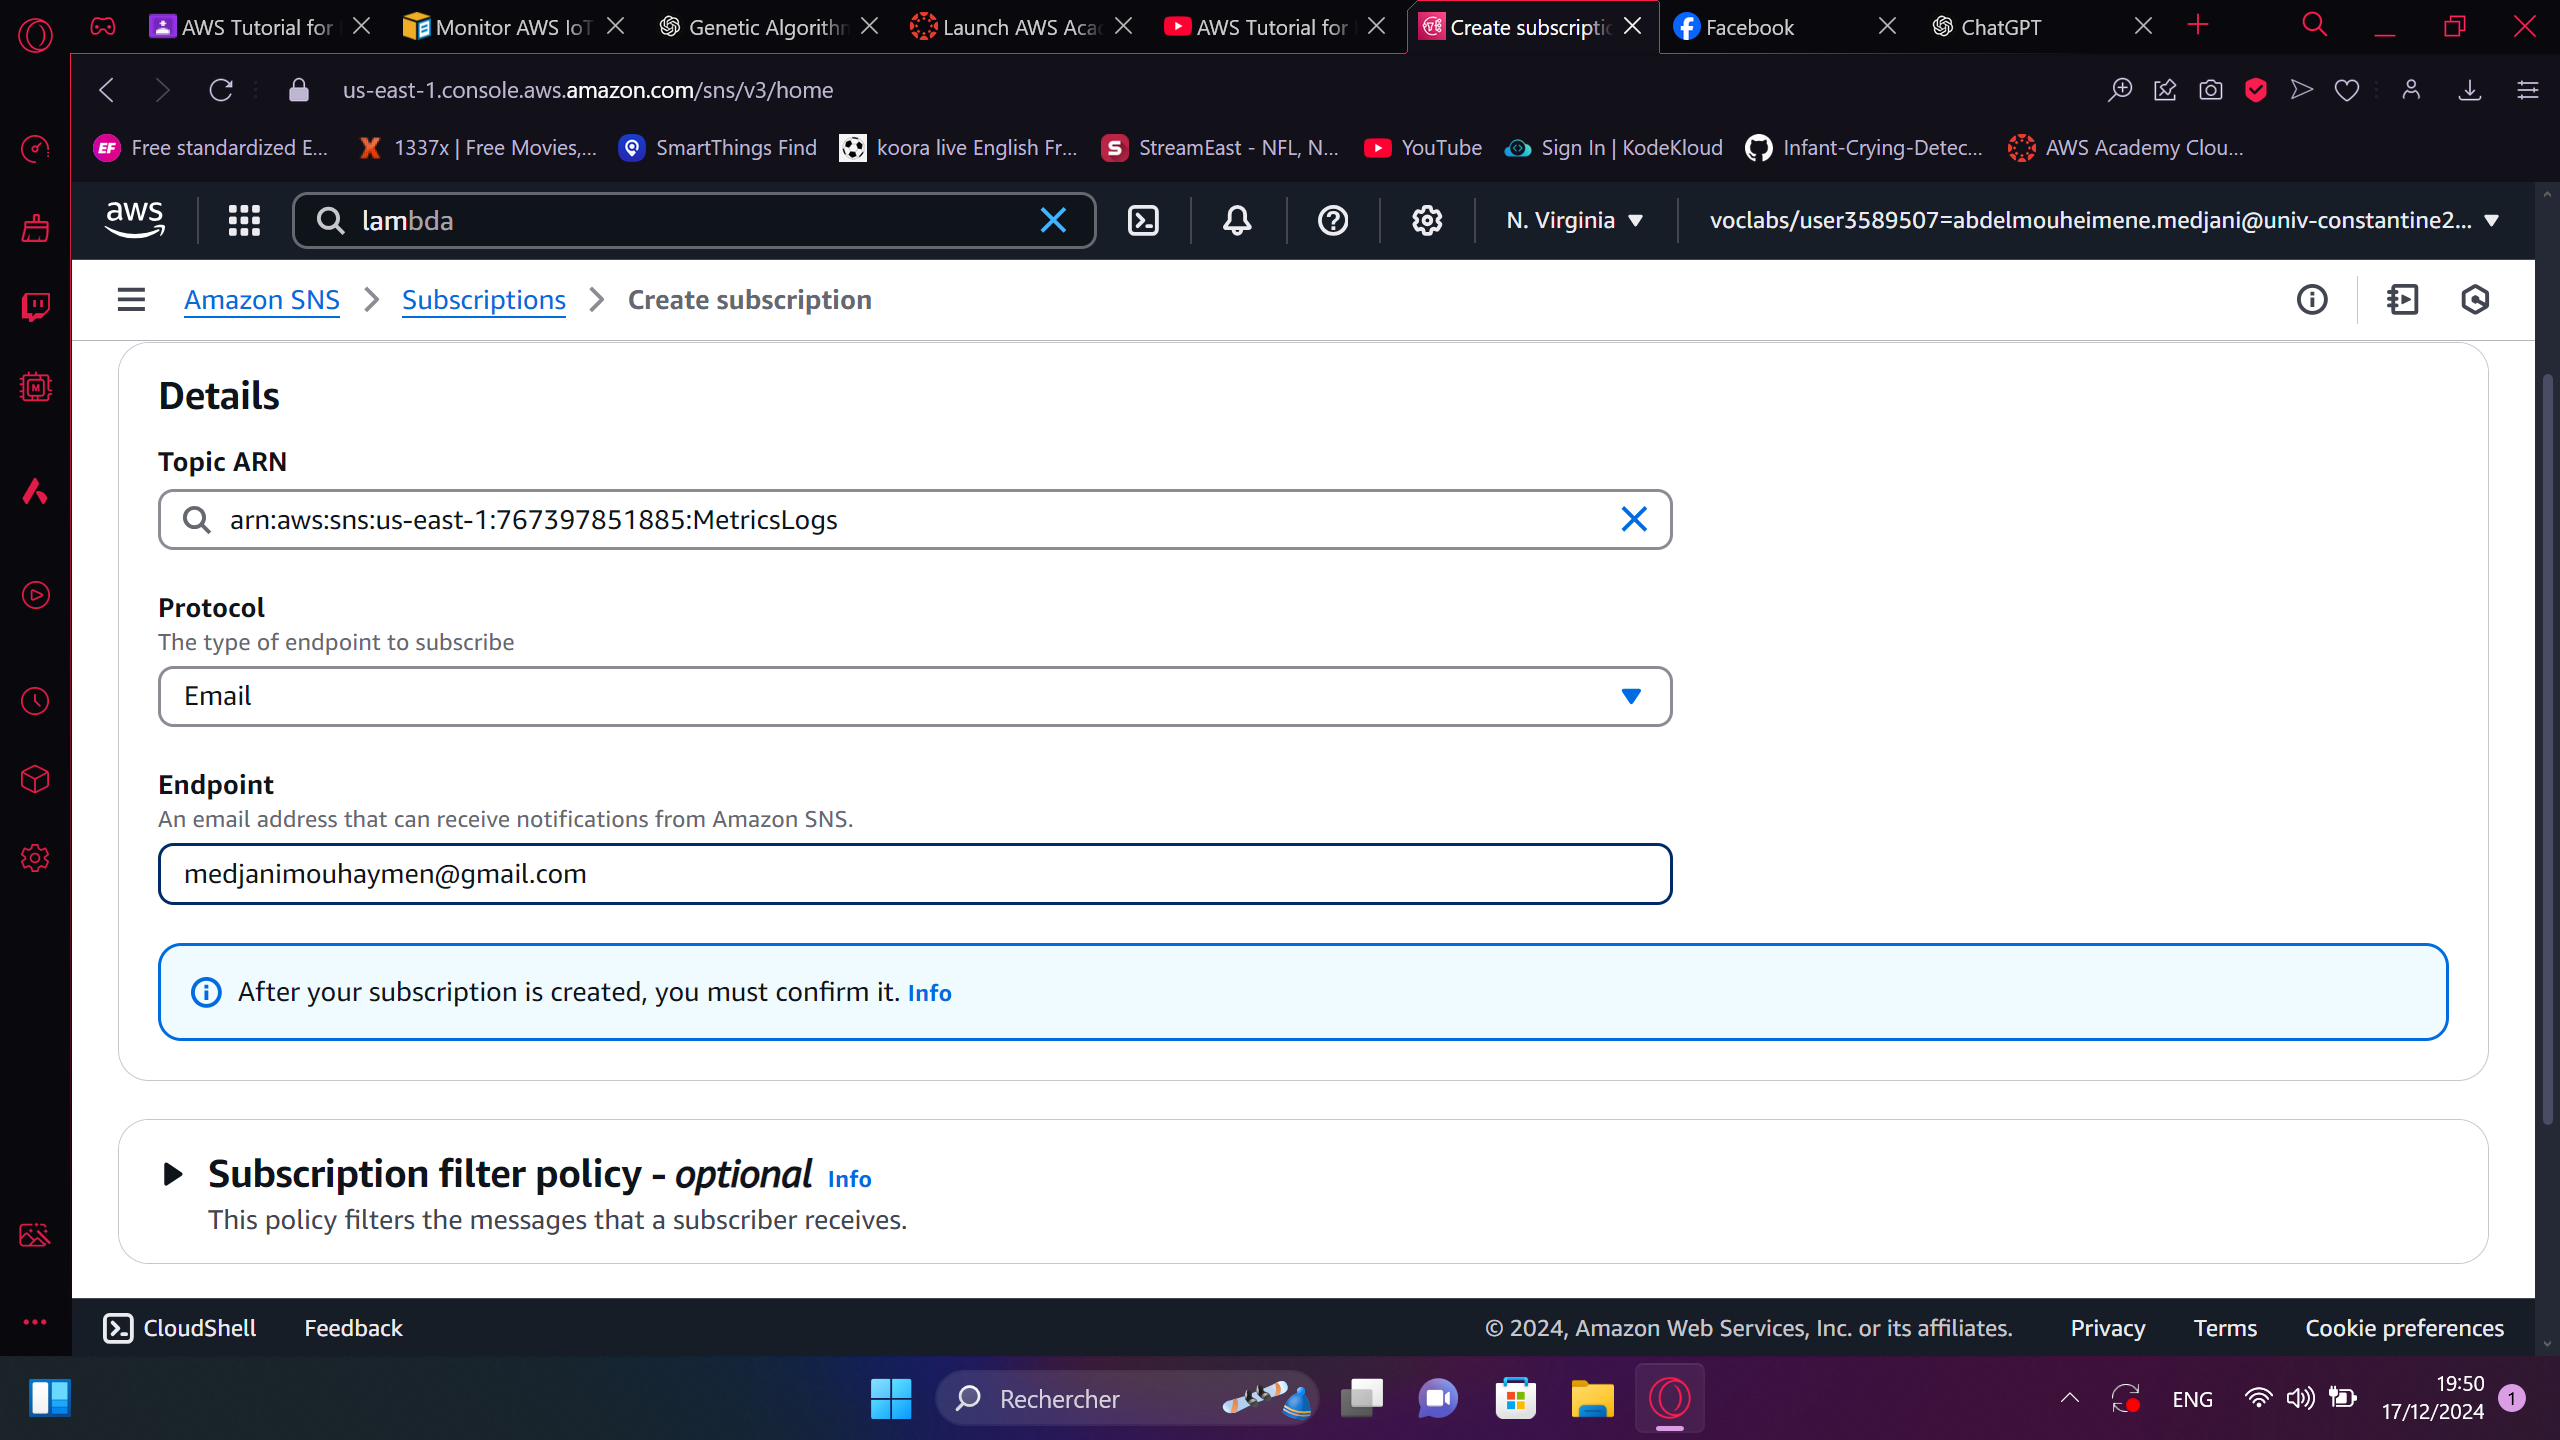 AWS Tutorial for
Monitor AWS IoT
Genetic Algorithm
Launch AWS Aca
AWS Tutorial for
Create subscriptio
Facebook
ChatGPT
us-east-1.console.aws.amazon.com/sns/v3/home
Free standardized E...
1337x | Free Movies,...
SmartThings Find
koora live English Fr...
StreamEast - NFL, N...
YouTube
Sign In | KodeKloud
Infant-Crying-Detec...
AWS Academy Clou...
aws
lambda
N. Virginia
voclabs/user3589507=abdelmouheimene.medjani@univ-constantine2...
Amazon SNS
Subscriptions
Create subscription
Details
Topic ARN
arn:aws:sns:us-east-1:767397851885:MetricsLogs
Protocol
The type of endpoint to subscribe
Email
Endpoint
An email address that can receive notifications from Amazon SNS.
medjanimouhaymen@gmail.com
After your subscription is created, you must confirm it. Info
Subscription filter policy - optional Info
This policy filters the messages that a subscriber receives.
CloudShell
Feedback
© 2024, Amazon Web Services, Inc. or its affiliates.
Privacy
Terms
Cookie preferences
Rechercher
ENG
19:50
17/12/2024
1